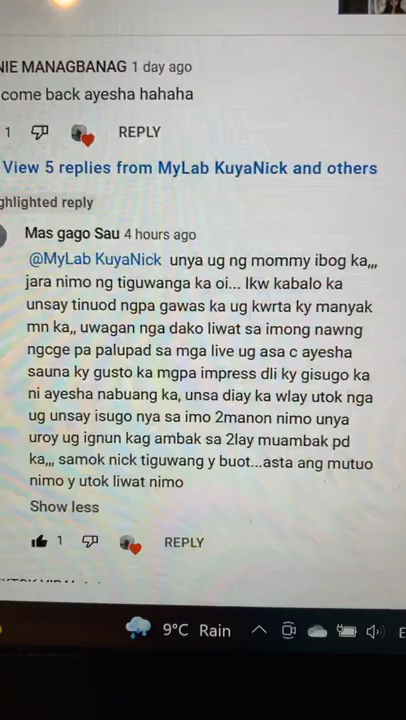 NIE MANAGBANAG 1 day ago
come back ayesha hahaha
1 REPLY
View 5 replies from MyLab KuyaNick and others
ghlighted reply
Mas gago Sau 4 hours ago
@MyLab KuyaNick unya ug ng mommy ibog ka,,,
jara nimo ng tiguwanga ka oi... Ikw kabalo ka
unsay tinuod ngpa gawas ka ug kwrta ky manyak
mn ka,, uwagan nga dako liwat sa imong nawng
ngcge pa palupad sa mga live ug asa c ayesha
sauna ky gusto ka mgpa impress dli ky gisugo ka
ni ayesha nabuang ka, unsa diay ka wlay utok nga
ug unsay isugo nya sa imo 2manon nimo unya
uroy ug ignun kag ambak sa 2lay muambak pd
ka,,, samok nick tiguwang y buot...asta ang mutuo
nimo y utok liwat nimo
Show less
1 REPLY
9°C Rain